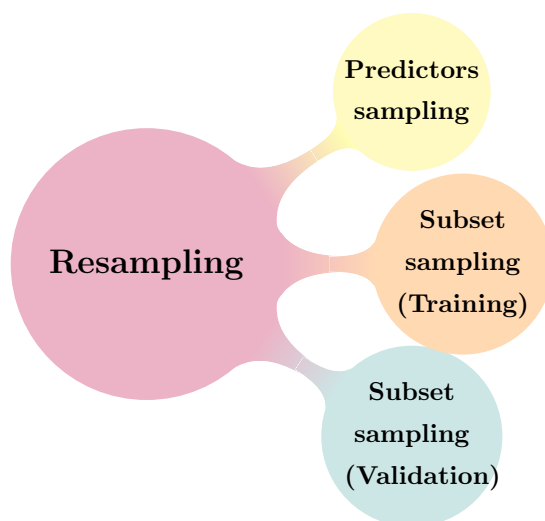 Resampling
Predictors
sampling
Subset
sampling
(Training)
Subset
sampling
(Validation)